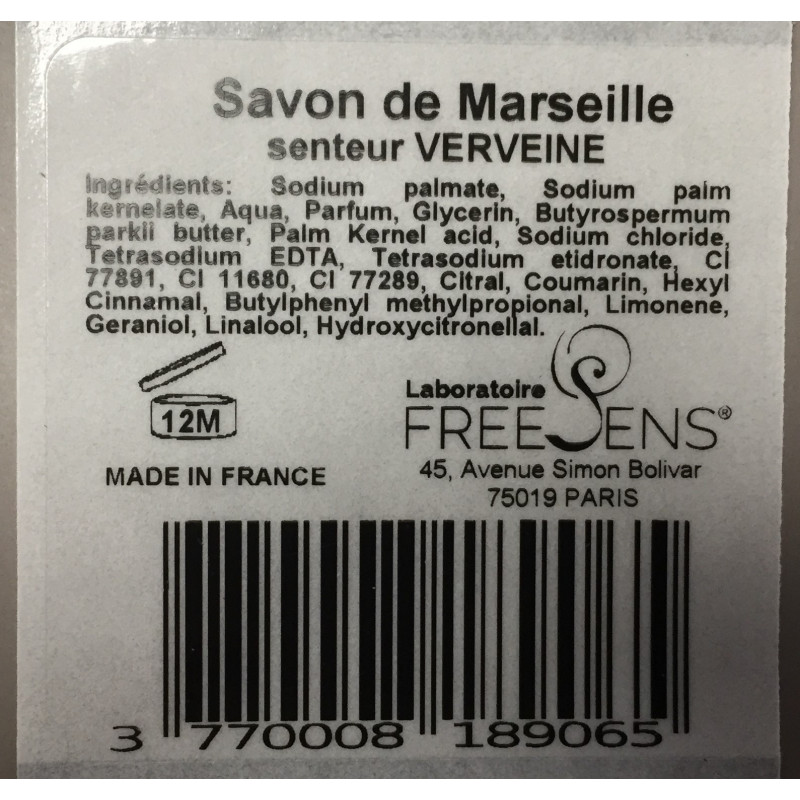 Savon de Marseille
senteur VERVEINE
Ingrédients: Sodium palmate, Sodium palm
kernelate, Aqua, Parfum, Glycerin, Butyrospermum
parkii butter, Palm Kernel acid, Sodium chloride,
Tetrasodium EDTA, Tetrasodium etidronate, CI
77891, CI 11680, CI 77289, Citral, Coumarin, Hexyl
Cinnamal, Butylphenyl methylpropional, Limonene,
Geraniol, Linalool, Hydroxycitronellal.
12M
MADE IN FRANCE
Laboratoire
FREESENS®
45, Avenue Simon Bolivar
75019 PARIS
3 770008 189065